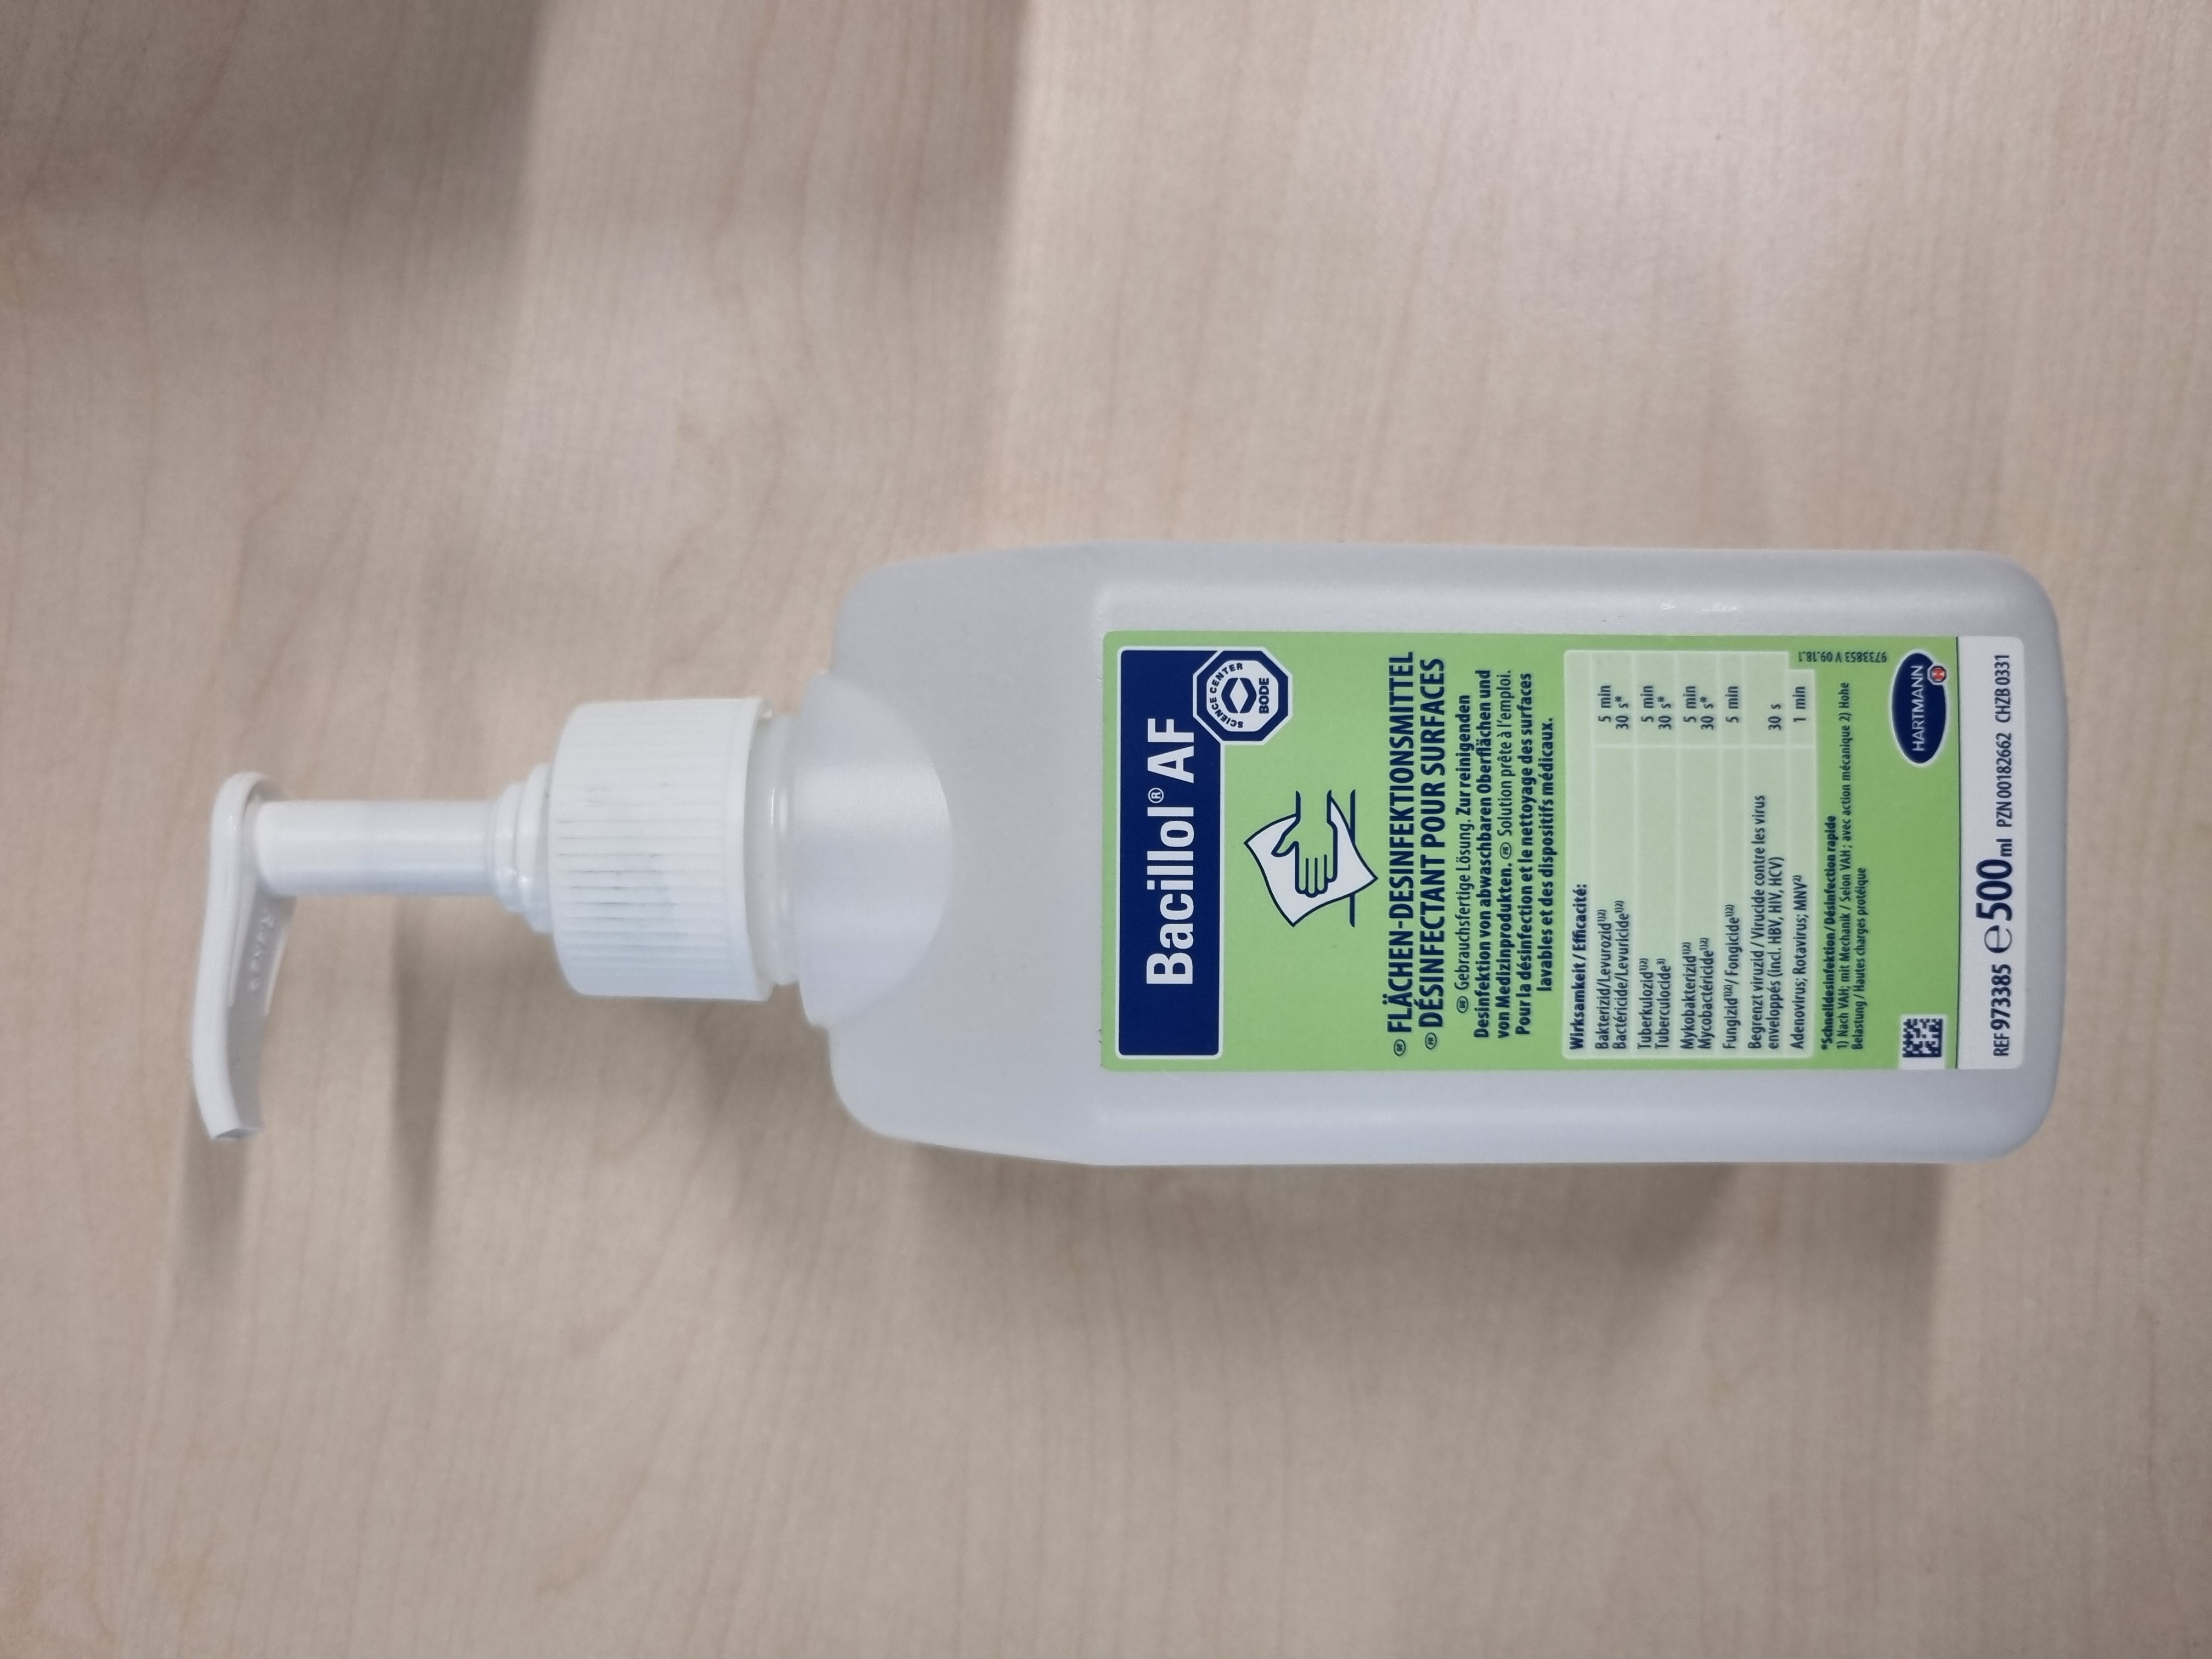 Bacillol® AF
SCIENCE CENTER
BODE
DE FLÄCHEN-DESINFEKTIONSMITTEL
FR DÉSINFECTANT POUR SURFACES
DE Gebrauchsfertige Lösung. Zur reinigenden
Desinfektion von abwaschbaren Oberflächen und
von Medizinprodukten. FR Solution prête à l'emploi.
Pour la désinfection et le nettoyage des surfaces
lavables et des dispositifs médicaux.
Wirksamkeit / Efficacité:
Bakterizid/Levurozid¹⁾²⁾ 5 min
Bactéricide/Levuricide¹⁾²⁾ 30 s*
Tuberkulozid¹⁾²⁾ 5 min
Tuberculocide³⁾ 30 s*
Mykobakterizid¹⁾²⁾ 5 min
Mycobactéricide¹⁾²⁾ 30 s*
Fungizid¹⁾²⁾/ Fongicide¹⁾²⁾ 5 min
Begrenzt viruzid / Virucide contre les virus
enveloppés (incl. HBV, HIV, HCV) 30 s
Adenovirus; Rotavirus; MNV²⁾ 1 min
*Schnelldesinfektion / Désinfection rapide
1) Nach VAH; mit Mechanik / Selon VAH ; avec action mécanique 2) Hohe
Belastung / Hautes charges protéique
9733853 V 09.18.1
HARTMANN
REF 973385 ℮ 500 ml PZN 00182662 CHZB 0331